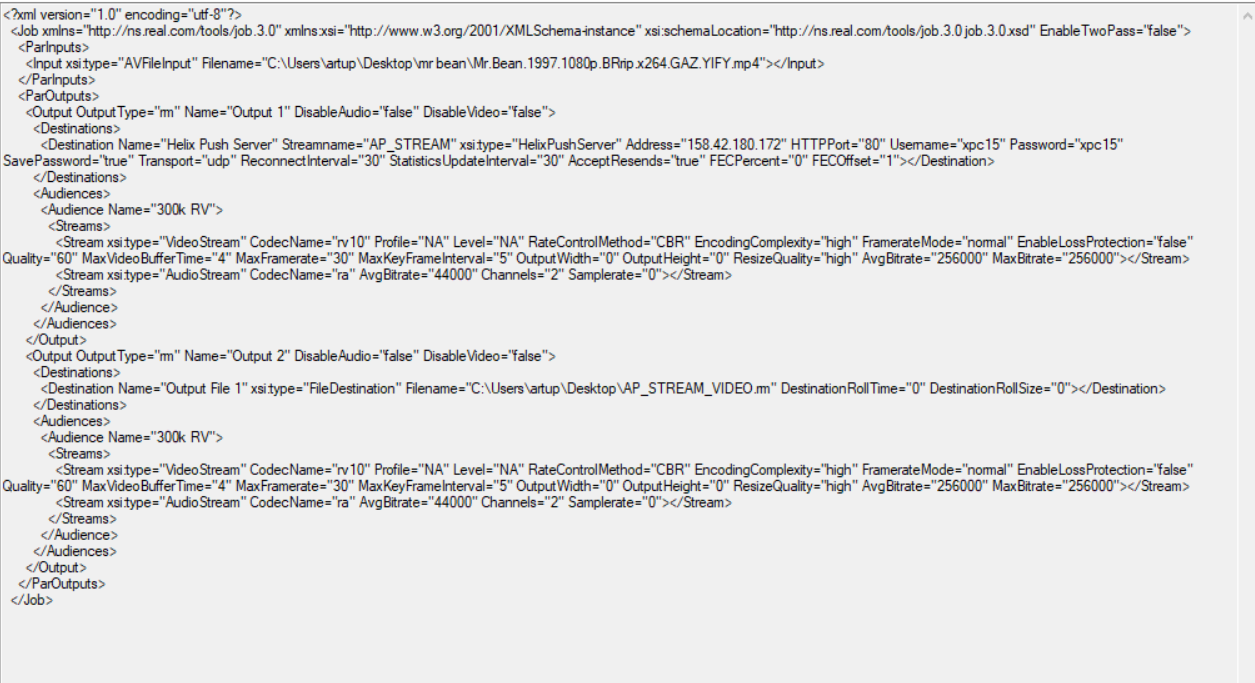 <?xml version="1.0" encoding="utf-8"?>
<Job xmlns="http://ns.real.com/tools/job.3.0" xmlns:xsi="http://www.w3.org/2001/XMLSchema-instance" xsi:schemaLocation="http://ns.real.com/tools/job.3.0 job.3.0.xsd" EnableTwoPass="false">
<ParInputs>
<Input xsi:type="AVFileInput" Filename="C:\Users\artup\Desktop\mr bean\Mr.Bean.1997.1080p.BRrip.x264.GAZ.YIFY.mp4"></Input>
</ParInputs>
<ParOutputs>
<Output OutputType="rm" Name="Output 1" DisableAudio="false" DisableVideo="false">
<Destinations>
<Destination Name="Helix Push Server" Streamname="AP_STREAM" xsi:type="HelixPushServer" Address="158.42.180.172" HTTPPort="80" Username="xpc15" Password="xpc15"
SavePassword="true" Transport="udp" ReconnectInterval="30" StatisticsUpdateInterval="30" AcceptResends="true" FECPercent="0" FECOffset="1"></Destination>
</Destinations>
<Audiences>
<Audience Name="300k RV">
<Streams>
<Stream xsi:type="VideoStream" CodecName="rv10" Profile="NA" Level="NA" RateControlMethod="CBR" EncodingComplexity="high" FramerateMode="normal" EnableLossProtection="false"
Quality="60" MaxVideoBufferTime="4" MaxFramerate="30" MaxKeyFrameInterval="5" OutputWidth="0" OutputHeight="0" ResizeQuality="high" AvgBitrate="256000" MaxBitrate="256000"></Stream>
<Stream xsi:type="AudioStream" CodecName="ra" AvgBitrate="44000" Channels="2" Samplerate="0"></Stream>
</Streams>
</Audience>
</Audiences>
</Output>
<Output OutputType="rm" Name="Output 2" DisableAudio="false" DisableVideo="false">
<Destinations>
<Destination Name="Output File 1" xsi:type="FileDestination" Filename="C:\Users\artup\Desktop\AP_STREAM_VIDEO.rm" DestinationRollTime="0" DestinationRollSize="0"></Destination>
</Destinations>
<Audiences>
<Audience Name="300k RV">
<Streams>
<Stream xsi:type="VideoStream" CodecName="rv10" Profile="NA" Level="NA" RateControlMethod="CBR" EncodingComplexity="high" FramerateMode="normal" EnableLossProtection="false"
Quality="60" MaxVideoBufferTime="4" MaxFramerate="30" MaxKeyFrameInterval="5" OutputWidth="0" OutputHeight="0" ResizeQuality="high" AvgBitrate="256000" MaxBitrate="256000"></Stream>
<Stream xsi:type="AudioStream" CodecName="ra" AvgBitrate="44000" Channels="2" Samplerate="0"></Stream>
</Streams>
</Audience>
</Audiences>
</Output>
</ParOutputs>
</Job>